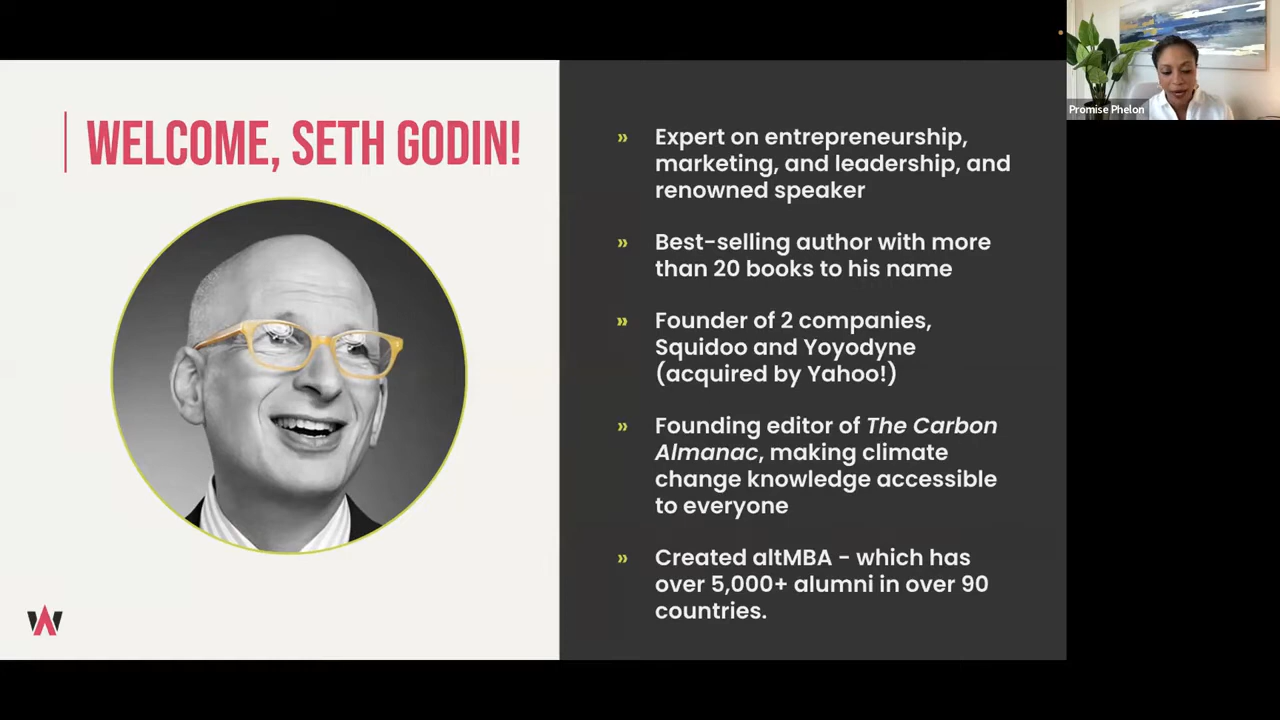 WELCOME, SETH GODIN!
» Expert on entrepreneurship,
marketing, and leadership, and
renowned speaker
» Best-selling author with more
than 20 books to his name
» Founder of 2 companies,
Squidoo and Yoyodyne
(acquired by Yahoo!)
» Founding editor of The Carbon
Almanac, making climate
change knowledge accessible
to everyone
» Created altMBA - which has
over 5,000+ alumni in over 90
countries.
Promise Phelon